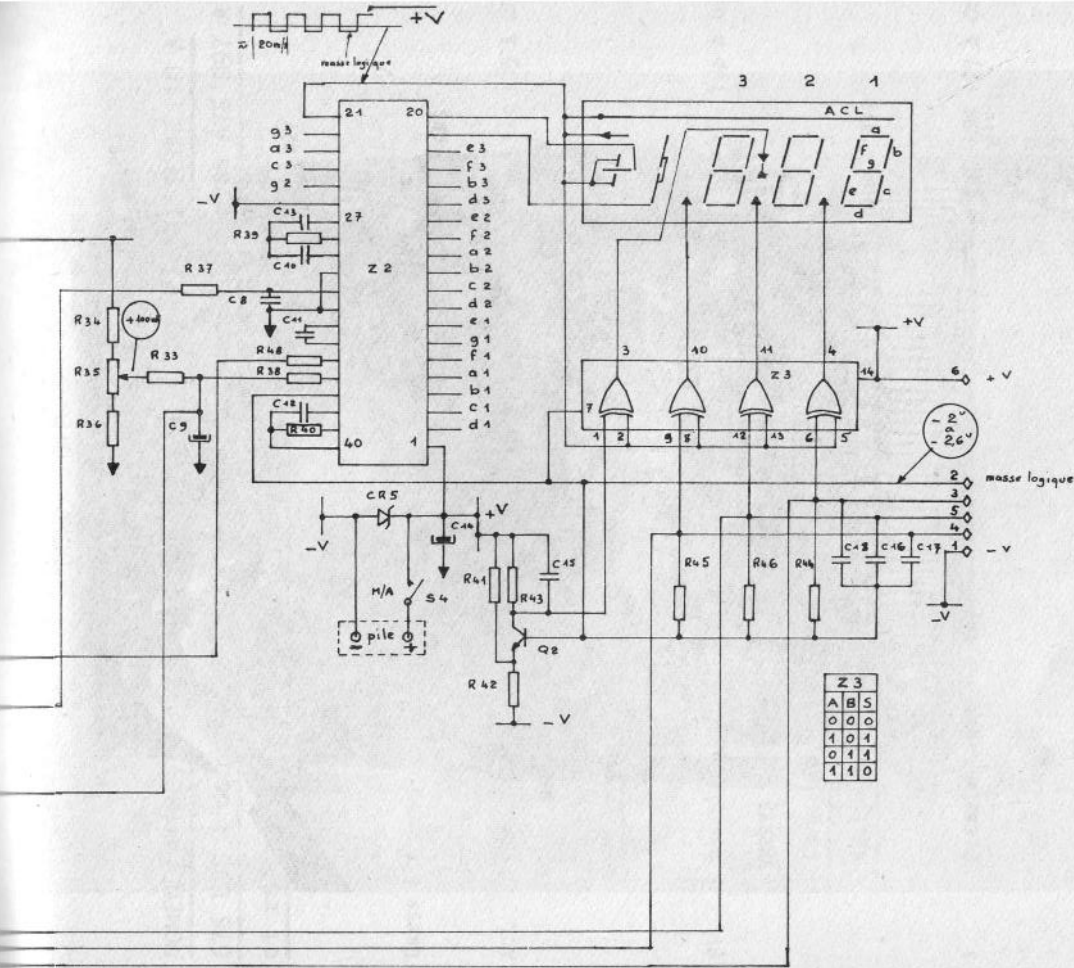 +V
≈ 20m/s
masse logique
3 2 1
ACL
a
f b
g
e c
d
21 20
g3
a3
c3
g2
-V
27
C13
R39
C10
Z2
e3
f3
b3
d3
e2
f2
a2
b2
c2
d2
e1
g1
f1
a1
b1
c1
d1
R37
C8
C11
R34
+100mV
R33
R35
R48
R38
R36
C9
C12
R40
40 1
3 10 11 4
Z3
14
7
1 2 9 8 12 13 6 5
+V
6 +V
-2V
a
-2,6V
2 masse logique
3
5
4
1 -V
-V
CR5
-V
C14
+V
M/A
S4
pile
- +
R41
R43
C15
Q2
R42
-V
R45
R46
R44
C18
C16
C17
Z3
A B S
0 0 0
1 0 1
0 1 1
1 1 0